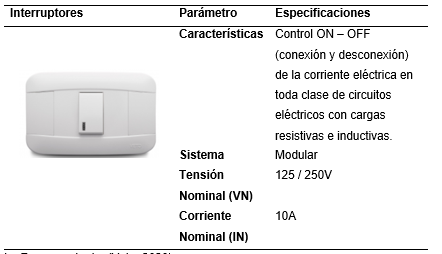 Interruptores Parámetro Especificaciones
Características Control ON – OFF
(conexión y desconexión)
de la corriente eléctrica en
toda clase de circuitos
eléctricos con cargas
resistivas e inductivas.
Sistema Modular
Tensión 125 / 250V
Nominal (VN)
Corriente 10A
Nominal (IN)